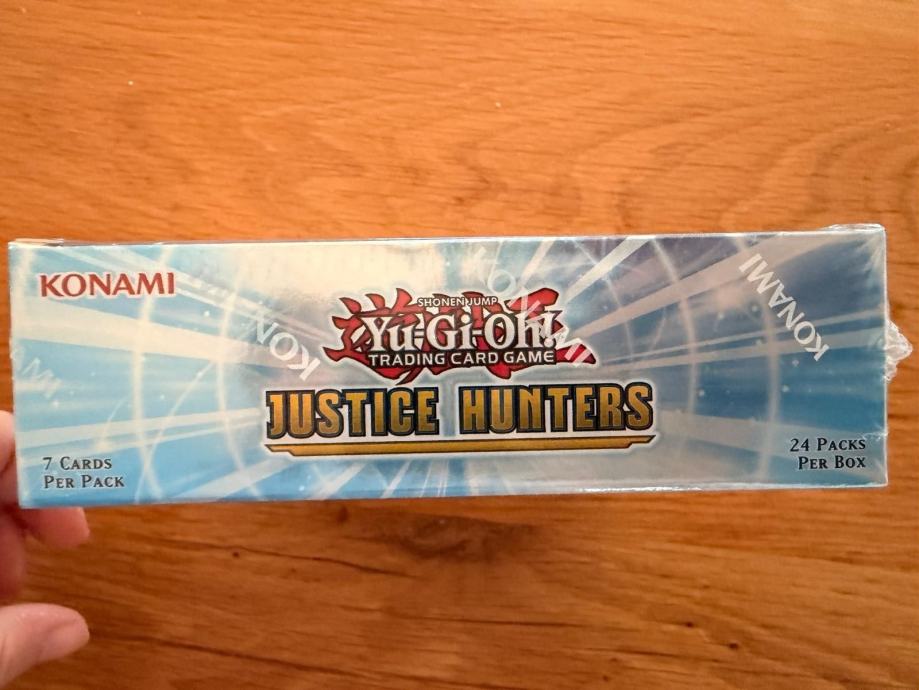 KONAMI
SHONEN JUMP
Yu-Gi-Oh!
TRADING CARD GAME
JUSTICE HUNTERS
7 CARDS
PER PACK
24 PACKS
PER BOX
KONAMI
KONAMI